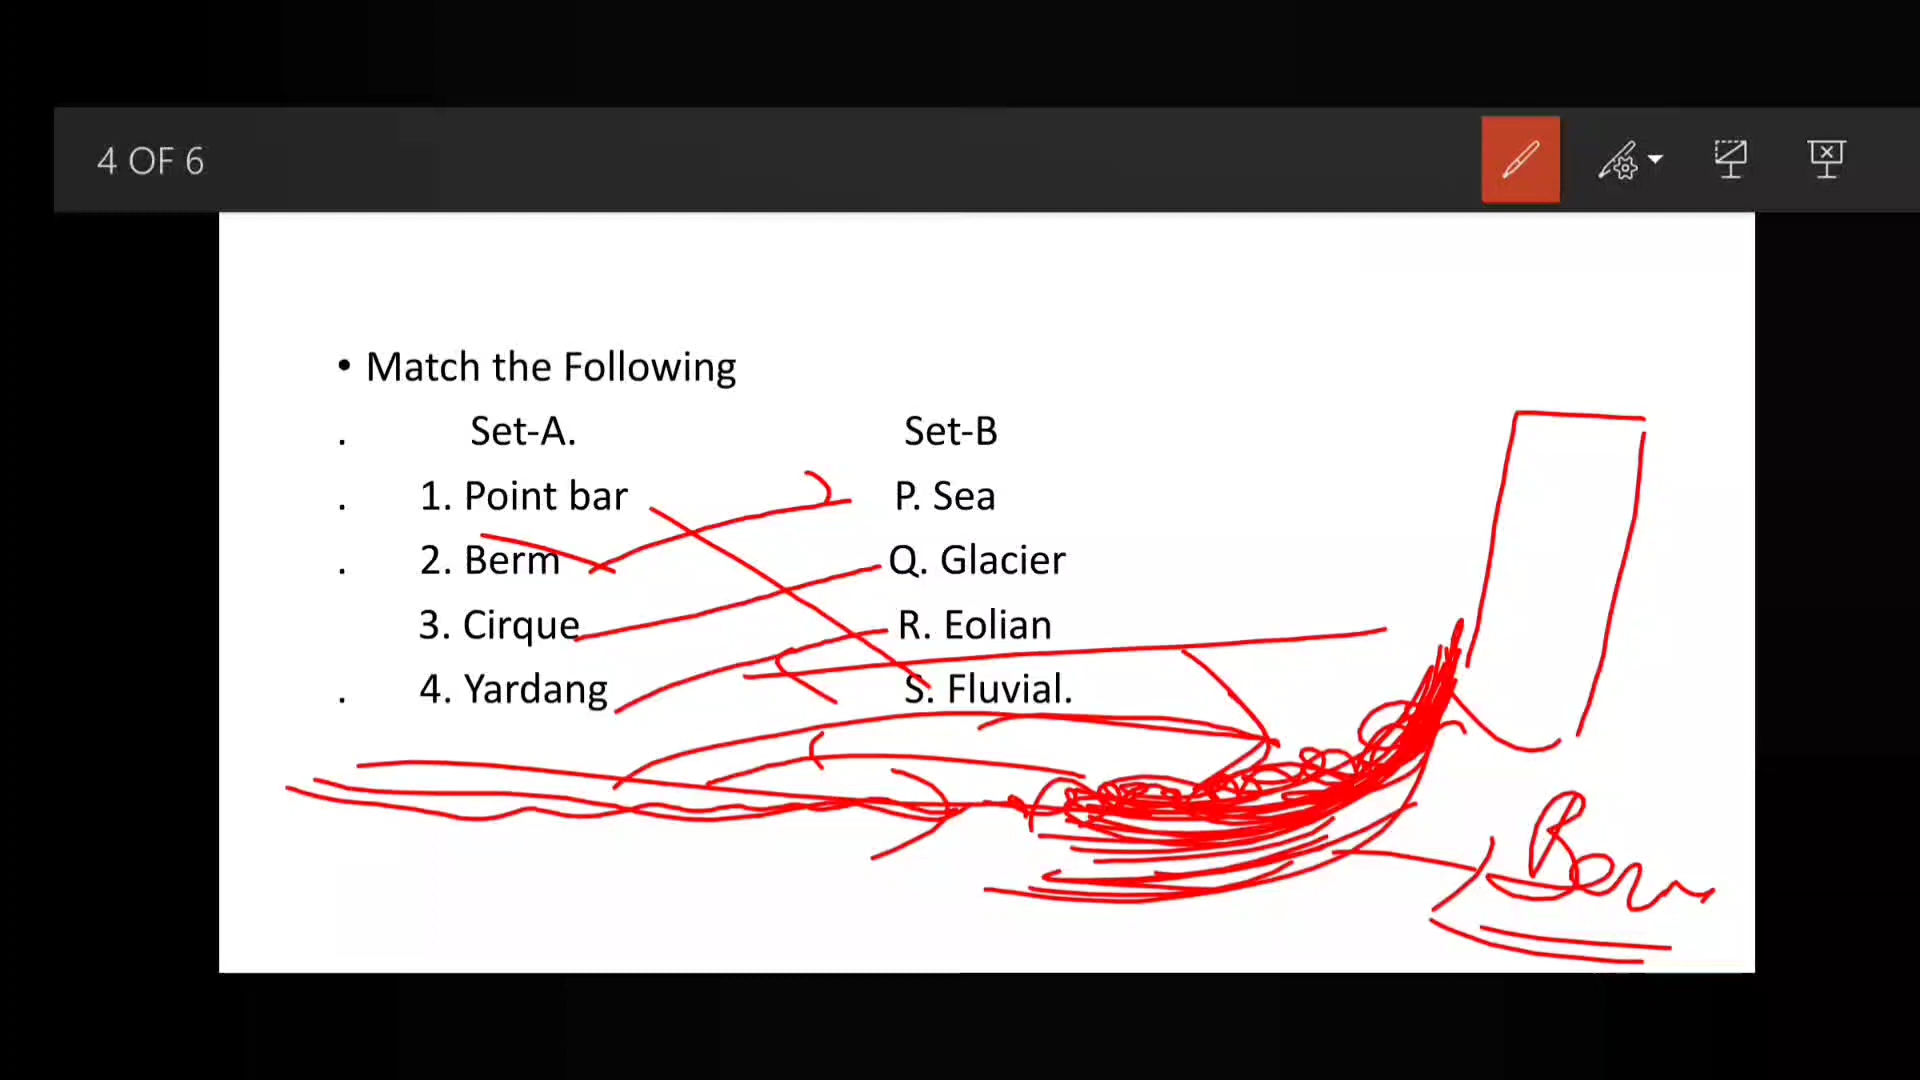 4 OF 6
• Match the Following
. Set-A. Set-B
. 1. Point bar P. Sea
. 2. Berm Q. Glacier
3. Cirque R. Eolian
. 4. Yardang S. Fluvial.
Berm